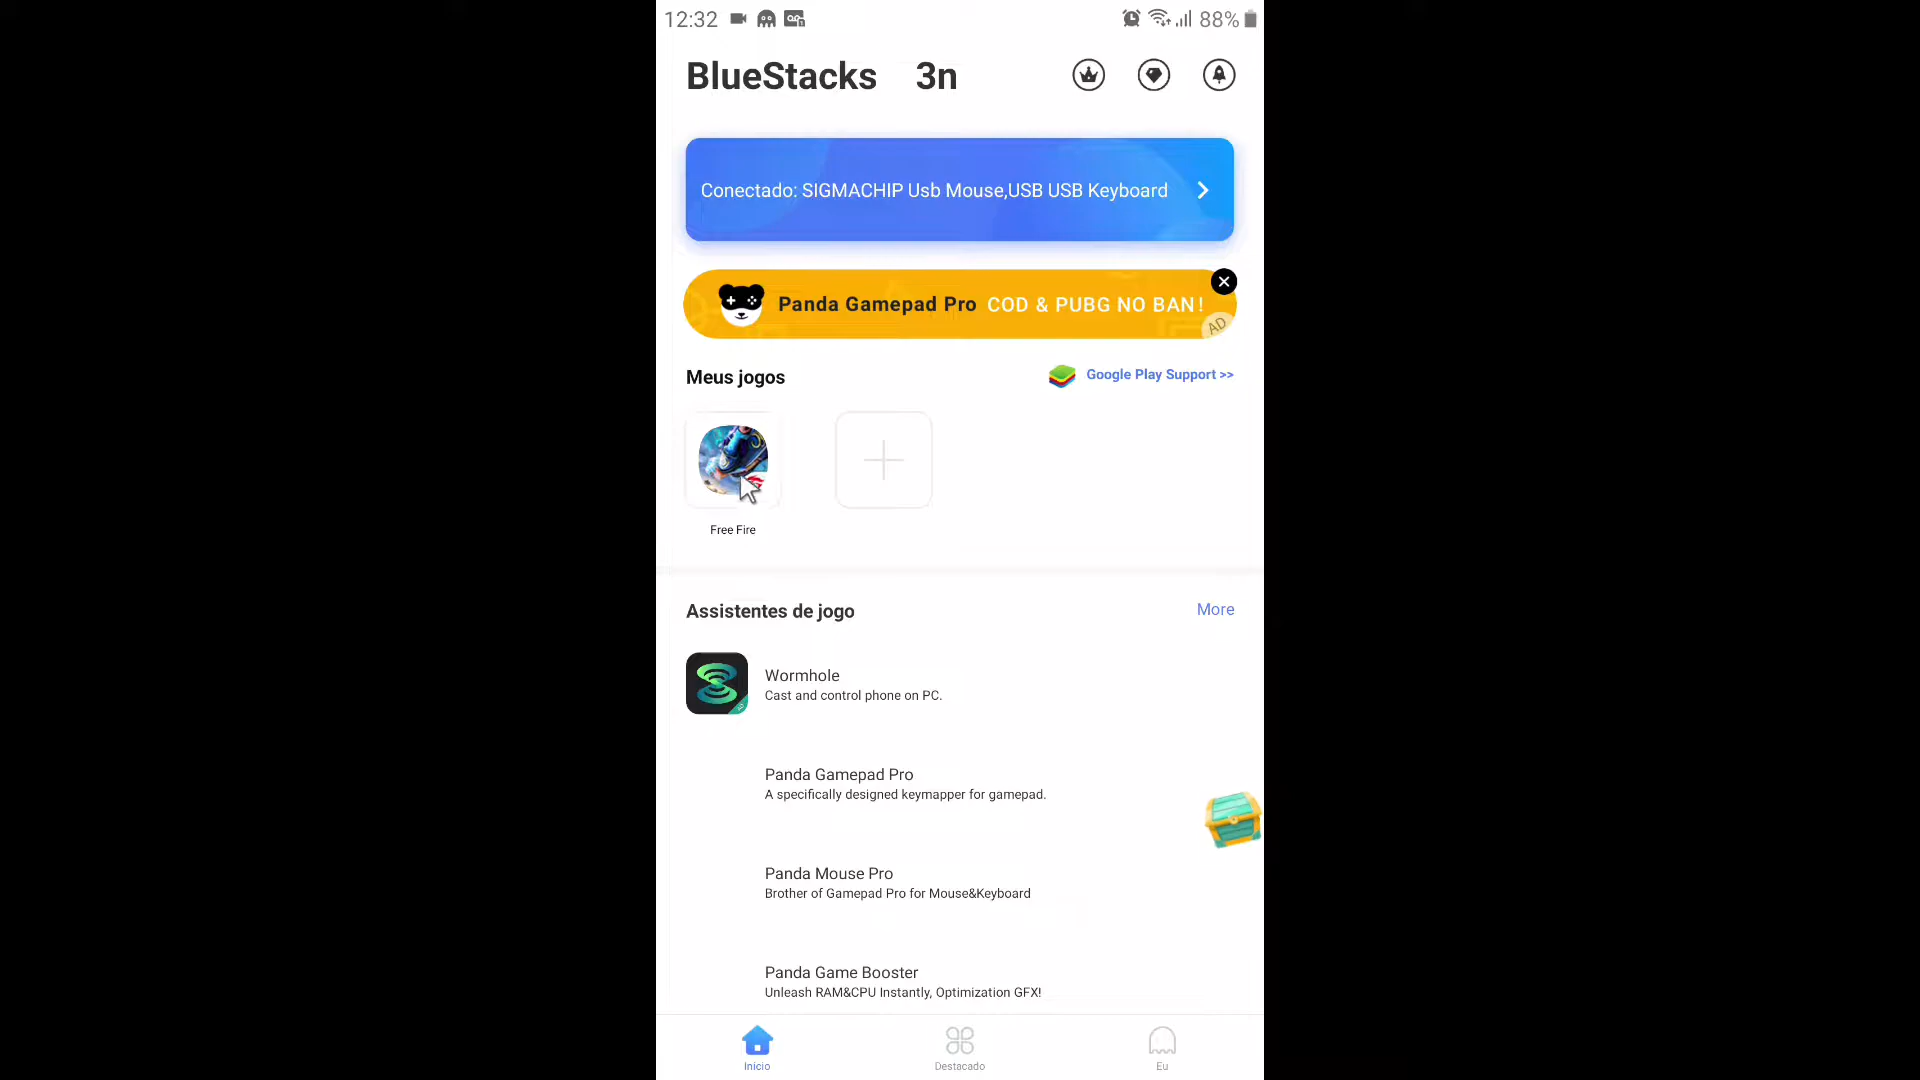 12:32
88%
BlueStacks 3n
Conectado: SIGMACHIP Usb Mouse,USB USB Keyboard
Panda Gamepad Pro COD & PUBG NO BAN!
AD
Meus jogos
Google Play Support >>
Free Fire
Assistentes de jogo
More
Wormhole
Cast and control phone on PC.
Panda Gamepad Pro
A specifically designed keymapper for gamepad.
Panda Mouse Pro
Brother of Gamepad Pro for Mouse&Keyboard
Panda Game Booster
Unleash RAM&CPU Instantly, Optimization GFX!
Início
Destacado
Eu